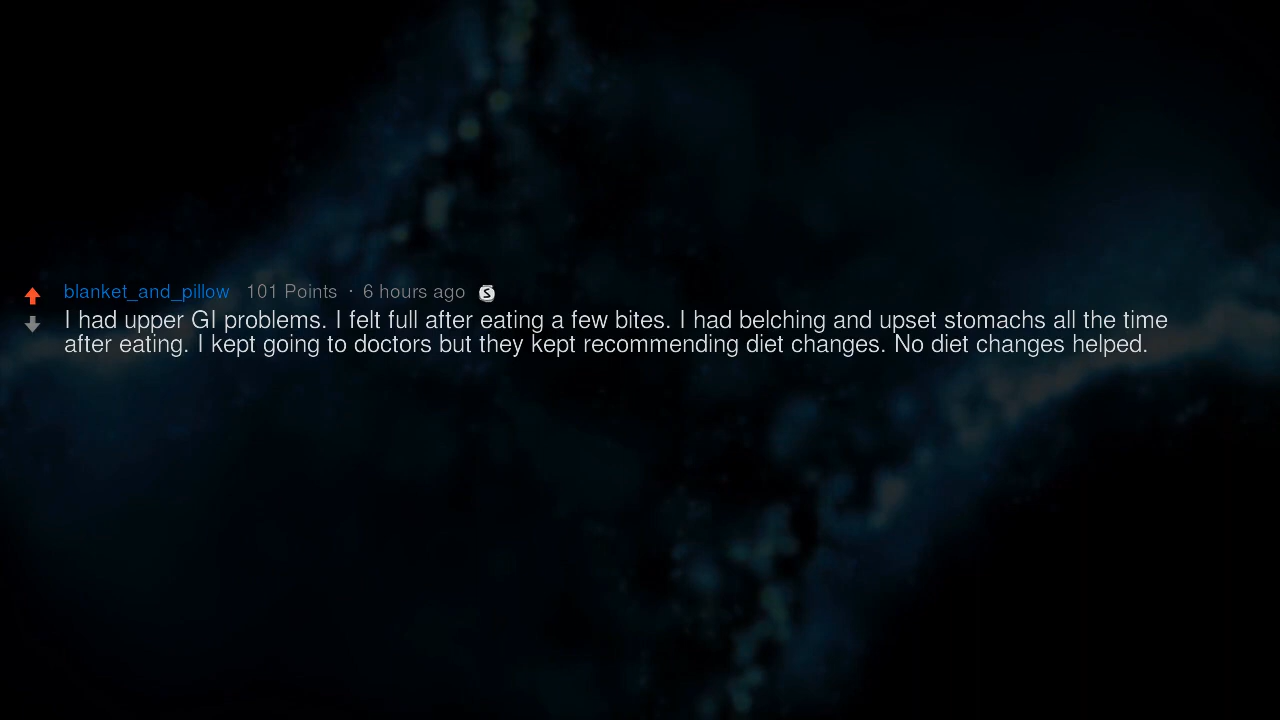 blanket_and_pillow 101 Points · 6 hours ago S
I had upper GI problems. I felt full after eating a few bites. I had belching and upset stomachs all the time
after eating. I kept going to doctors but they kept recommending diet changes. No diet changes helped.